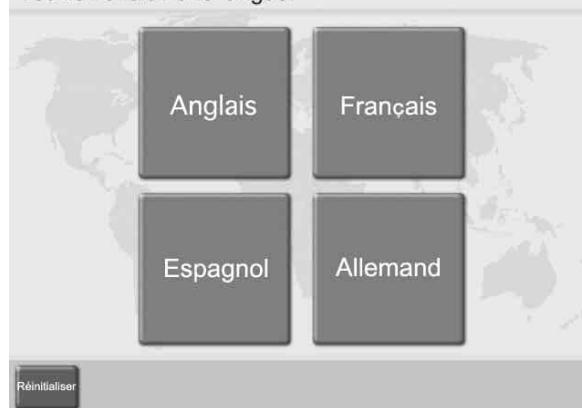 Anglais
Français
Espagnol
Allemand
Réinitialiser